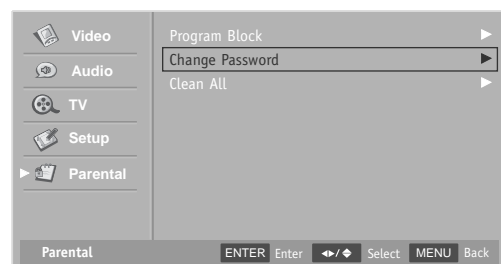 Video
Audio
TV
Setup
Parental
Program Block
Change Password
Clean All
Parental ENTER Enter Select MENU Back